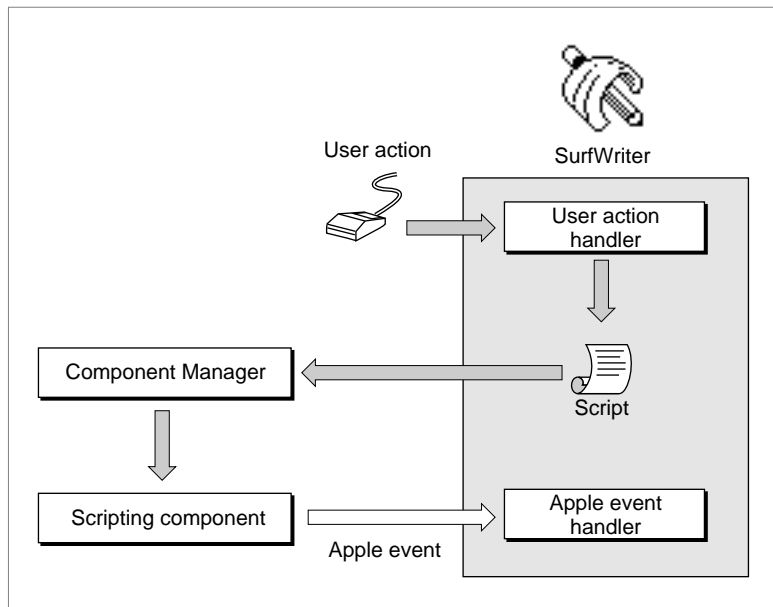 SurfWriter
User action
User action
handler
Component Manager
Script
Scripting component
Apple event
Apple event
handler